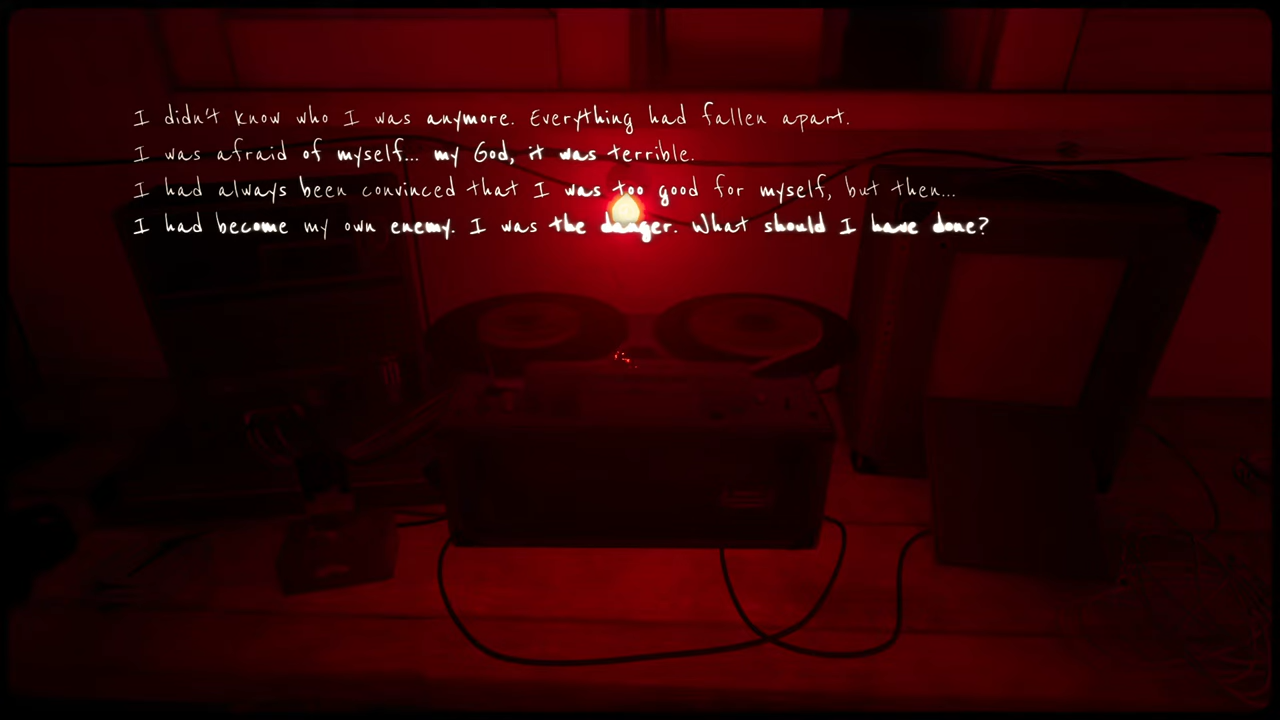 I didn't know who I was anymore. Everything had fallen apart.
I was afraid of myself... my God, it was terrible.
I had always been convinced that I was too good for myself, but then...
I had become my own enemy. I was the danger. What should I have done?